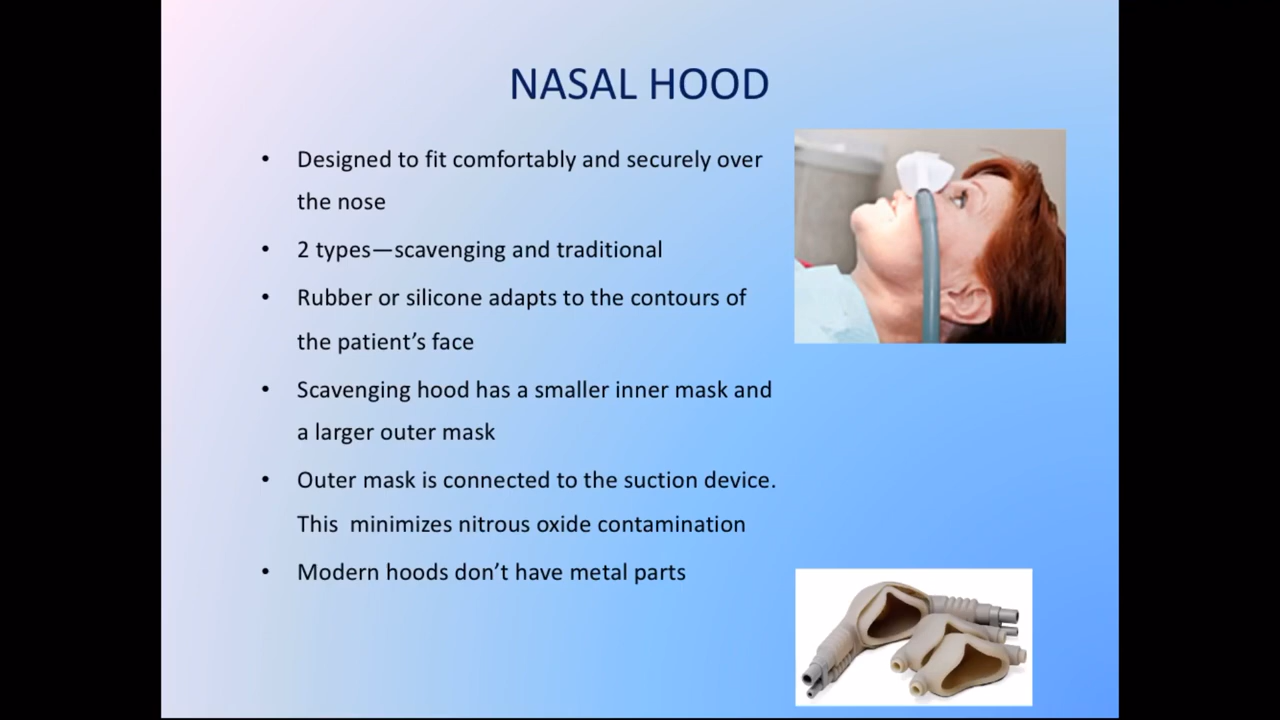 NASAL HOOD
• Designed to fit comfortably and securely over
the nose
• 2 types—scavenging and traditional
• Rubber or silicone adapts to the contours of
the patient’s face
• Scavenging hood has a smaller inner mask and
a larger outer mask
• Outer mask is connected to the suction device.
This  minimizes nitrous oxide contamination
• Modern hoods don’t have metal parts